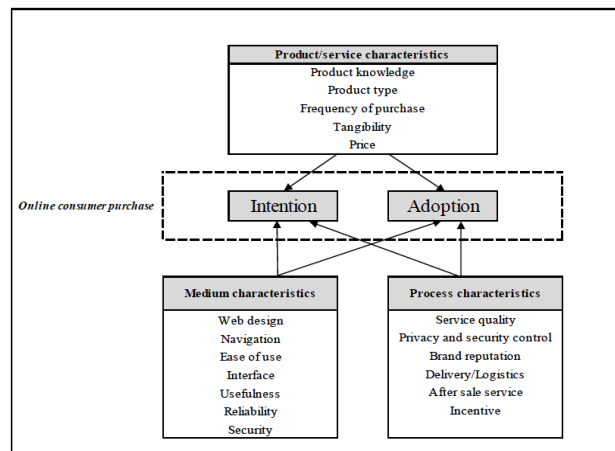 Product/service characteristics
Product knowledge
Product type
Frequency of purchase
Tangibility
Price
Online consumer purchase
Intention
Adoption
Medium characteristics
Web design
Navigation
Ease of use
Interface
Usefulness
Reliability
Security
Process characteristics
Service quality
Privacy and security control
Brand reputation
Delivery/Logistics
After sale service
Incentive